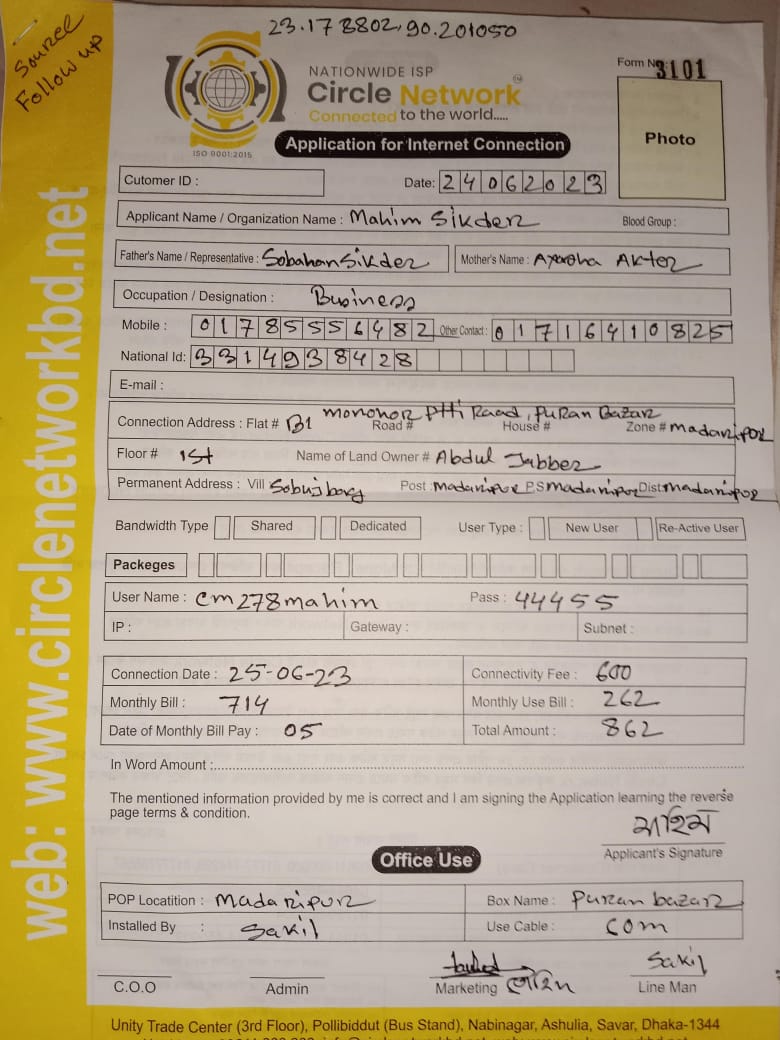 23.178802,90.201050
Source
Follow up
NATIONWIDE ISP
Form No: 3101
Circle Network
Connected to the world.....
ISO 9001:2015
Application for Internet Connection
Photo
Cutomer ID :
Date: 24062023
Applicant Name / Organization Name : Mahim Sikder Blood Group :
Father's Name / Representative : Sobahan Sikder Mother's Name : Ayesha Akter
Occupation / Designation : Business
Mobile : 01785556482 Other Contact : 01716410825
National Id: 3314938428
E-mail :
Connection Address : Flat # B1 Road # House # Zone # Madaripor
mononor PTTi Raad, Puran Bazar
Floor # 1st Name of Land Owner # Abdul Jabber
Permanent Address : Vill Sobujbarg Post : Madaripur P.S Madaripor Dist: Madaripor
Bandwidth Type Shared Dedicated User Type : New User Re-Active User
Packeges
User Name : cm278mahim Pass : 44455
IP : Gateway : Subnet :
Connection Date : 25-06-23 Connectivity Fee : 600
Monthly Bill : 714 Monthly Use Bill : 262
Date of Monthly Bill Pay : 05 Total Amount : 862
In Word Amount :
The mentioned information provided by me is correct and I am signing the Application learning the reverse
page terms & condition.
মাহিম
Applicant's Signature
Office Use
POP Locatition : Madaripur Box Name : Puran bazar
Installed By : Sakil Use Cable : com
Sakil
C.O.O Admin Marketing Line Man
Unity Trade Center (3rd Floor), Pollibiddut (Bus Stand), Nabinagar, Ashulia, Savar, Dhaka-1344
web: www.circlenetworkbd.net